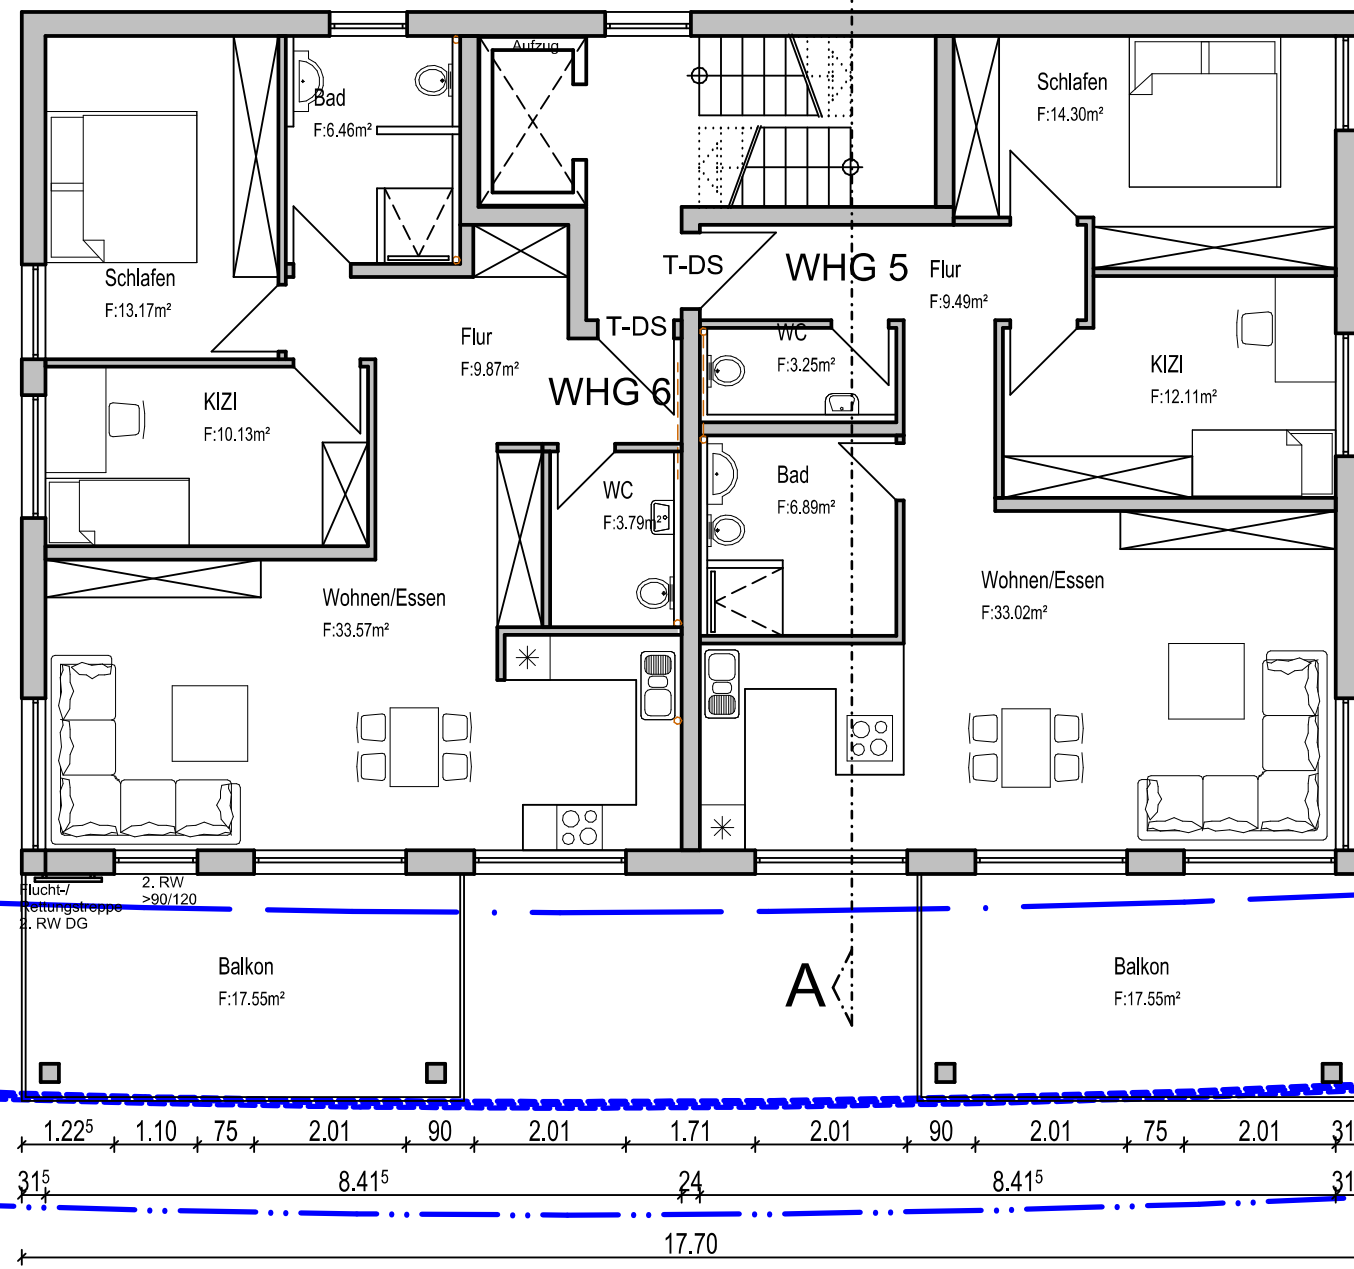 Aufzug
Bad
F:6.46m²
Schlafen
F:14.30m²
Schlafen
F:13.17m²
T-DS
WHG 5
Flur
F:9.49m²
T-DS
Flur
F:9.87m²
WHG 6
WC
F:3.25m²
KIZI
F:12.11m²
KIZI
F:10.13m²
WC
F:3.79m²
Bad
F:6.89m²
Wohnen/Essen
F:33.57m²
Wohnen/Essen
F:33.02m²
Flucht-/
Rettungstreppe
2. RW DG
2. RW
>90/120
Balkon
F:17.55m²
A
Balkon
F:17.55m²
1.22⁵ 1.10 75 2.01 90 2.01 1.71 2.01 90 2.01 75 2.01 31
31⁵ 8.41⁵ 24 8.41⁵ 31
17.70